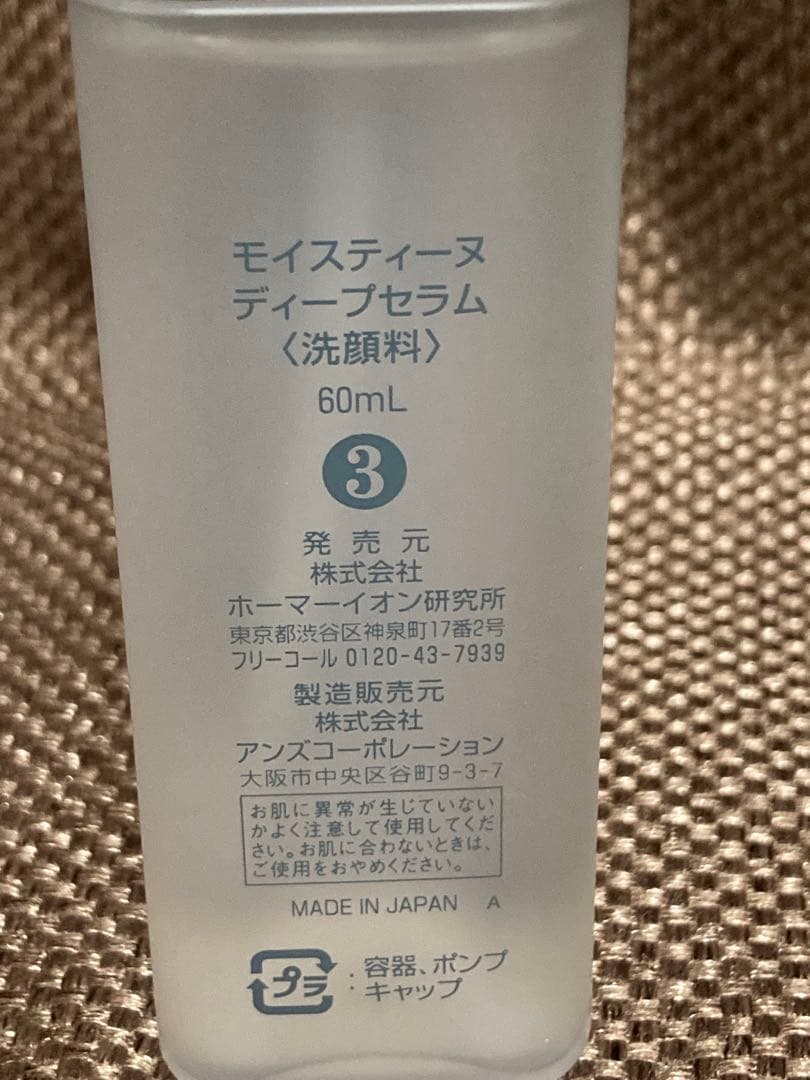 モイスティーヌ
ディープセラム
〈洗顔料〉
60mL
3
発売元
株式会社
ホーマーイオン研究所
東京都渋谷区神泉町17番2号
フリーコール 0120-43-7939
製造販売元
株式会社
アンズコーポレーション
大阪市中央区谷町9-3-7
お肌に異常が生じていない
かよく注意して使用してくだ
さい。お肌に合わないときは、
ご使用をおやめください。
MADE IN JAPAN A
プラ : 容器、ポンプ
キャップ